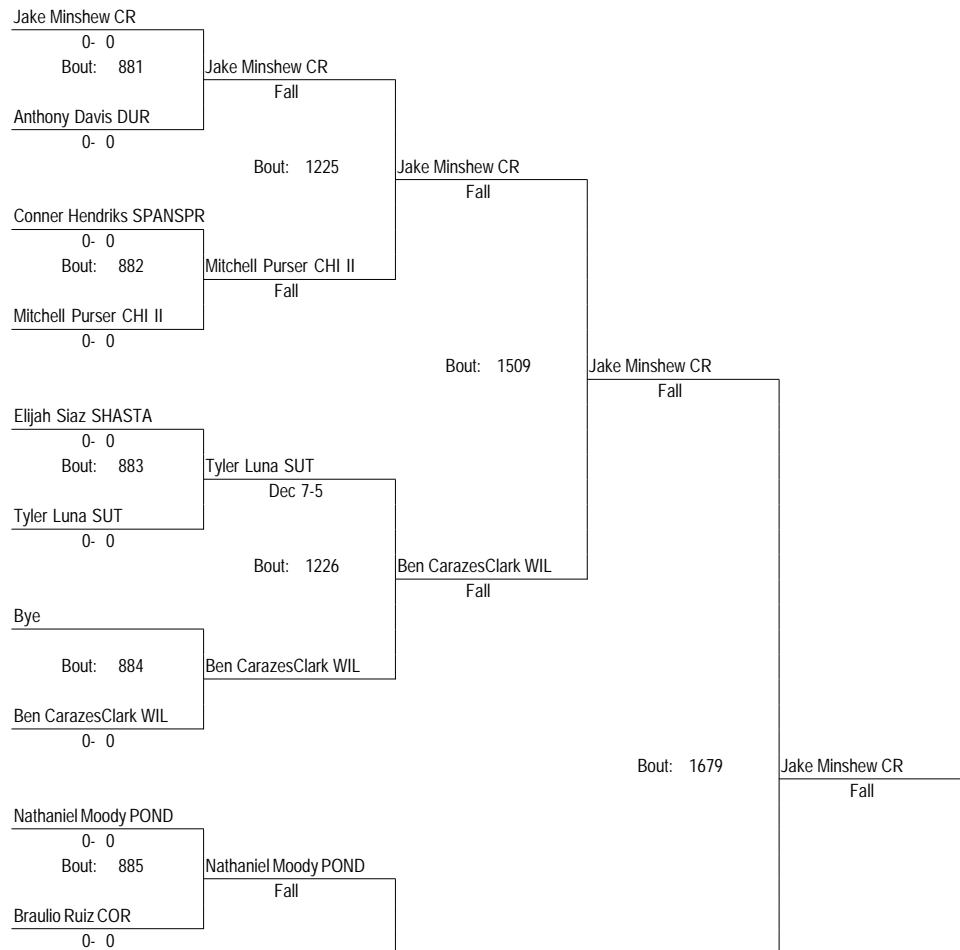 Jake Minshew CR
0- 0
Bout: 881 Jake Minshew CR
Fall
Anthony Davis DUR
0- 0
Bout: 1225 Jake Minshew CR
Fall
Conner Hendriks SPANSPR
0- 0
Bout: 882 Mitchell Purser CHI II
Fall
Mitchell Purser CHI II
0- 0
Bout: 1509 Jake Minshew CR
Fall
Elijah Siaz SHASTA
0- 0
Bout: 883 Tyler Luna SUT
Dec 7-5
Tyler Luna SUT
0- 0
Bout: 1226 Ben CarazesClark WIL
Fall
Bye
Bout: 884 Ben CarazesClark WIL
Ben CarazesClark WIL
0- 0
Bout: 1679 Jake Minshew CR
Fall
Nathaniel Moody POND
0- 0
Bout: 885 Nathaniel Moody POND
Fall
Braulio Ruiz COR
0- 0